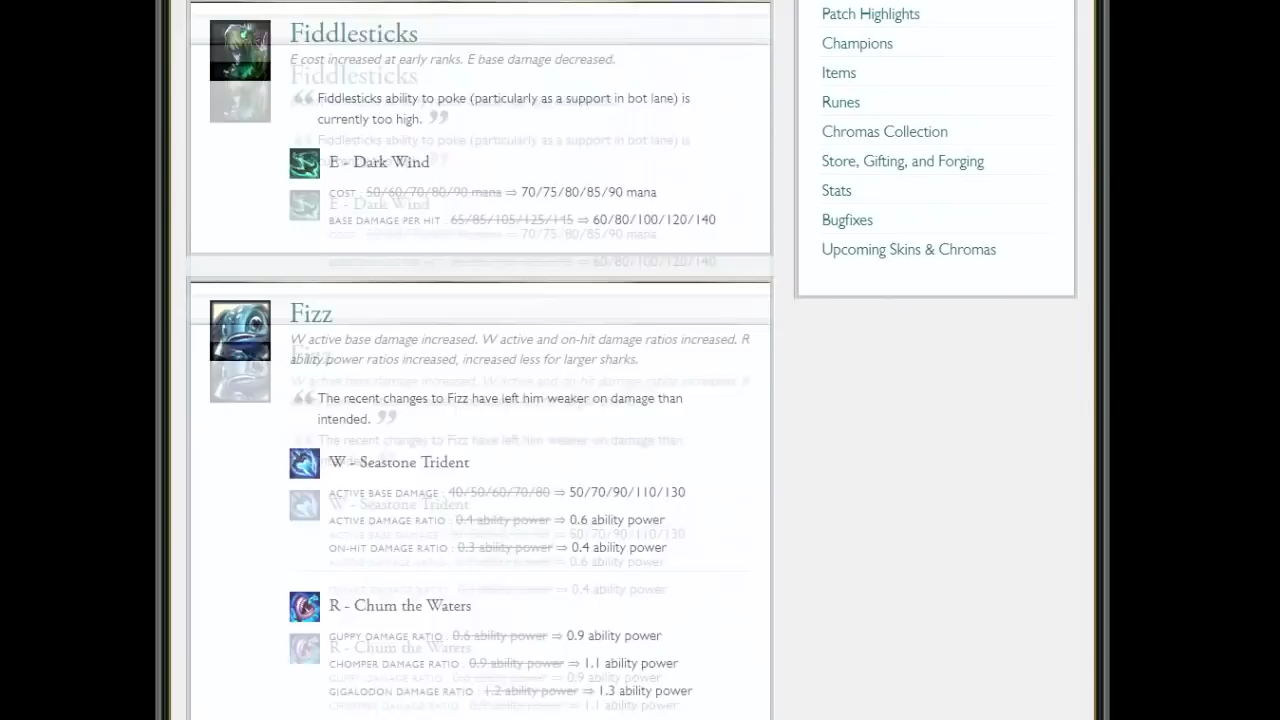 Fiddlesticks
E cost increased at early ranks. E base damage decreased.
“ Fiddlesticks ability to poke (particularly as a support in bot lane) is
currently too high. ”
E - Dark Wind
COST : 50/60/70/80/90 mana ⇒ 70/75/80/85/90 mana
BASE DAMAGE PER HIT : 65/85/105/125/145 ⇒ 60/80/100/120/140
Fizz
W active base damage increased. W active and on-hit damage ratios increased. R
ability power ratios increased, increased less for larger sharks.
“ The recent changes to Fizz have left him weaker on damage than
intended. ”
W - Seastone Trident
ACTIVE BASE DAMAGE : 40/50/60/70/80 ⇒ 50/70/90/110/130
ACTIVE DAMAGE RATIO : 0.4 ability power ⇒ 0.6 ability power
ON-HIT DAMAGE RATIO : 0.3 ability power ⇒ 0.4 ability power
R - Chum the Waters
GUPPY DAMAGE RATIO : 0.6 ability power ⇒ 0.9 ability power
CHOMPER DAMAGE RATIO : 0.9 ability power ⇒ 1.1 ability power
GIGALODON DAMAGE RATIO : 1.2 ability power ⇒ 1.3 ability power
Patch Highlights
Champions
Items
Runes
Chromas Collection
Store, Gifting, and Forging
Stats
Bugfixes
Upcoming Skins & Chromas